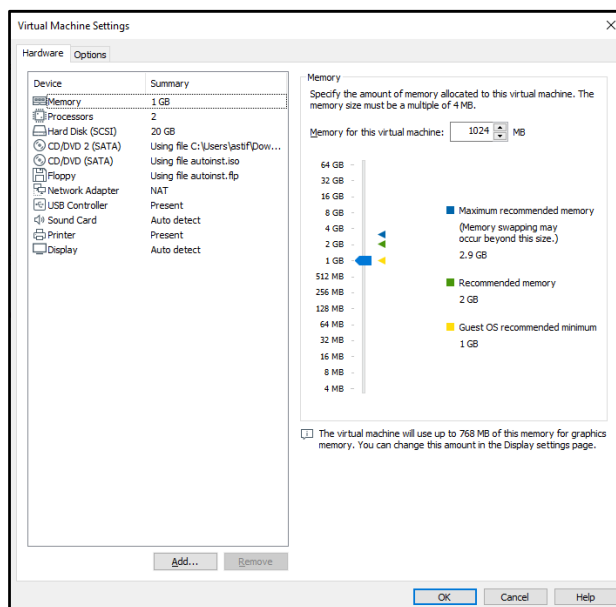 Virtual Machine Settings
Hardware Options
Device Summary
Memory 1 GB
Processors 2
Hard Disk (SCSI) 20 GB
CD/DVD 2 (SATA) Using file C:\Users\astif\Dow...
CD/DVD (SATA) Using file autoinst.iso
Floppy Using file autoinst.flp
Network Adapter NAT
USB Controller Present
Sound Card Auto detect
Printer Present
Display Auto detect
Add... Remove
Memory
Specify the amount of memory allocated to this virtual machine. The
memory size must be a multiple of 4 MB.
Memory for this virtual machine: 1024 MB
64 GB
32 GB
16 GB
8 GB
4 GB
2 GB
1 GB
512 MB
256 MB
128 MB
64 MB
32 MB
16 MB
8 MB
4 MB
Maximum recommended memory
(Memory swapping may
occur beyond this size.)
2.9 GB
Recommended memory
2 GB
Guest OS recommended minimum
1 GB
The virtual machine will use up to 768 MB of this memory for graphics
memory. You can change this amount in the Display settings page.
OK Cancel Help